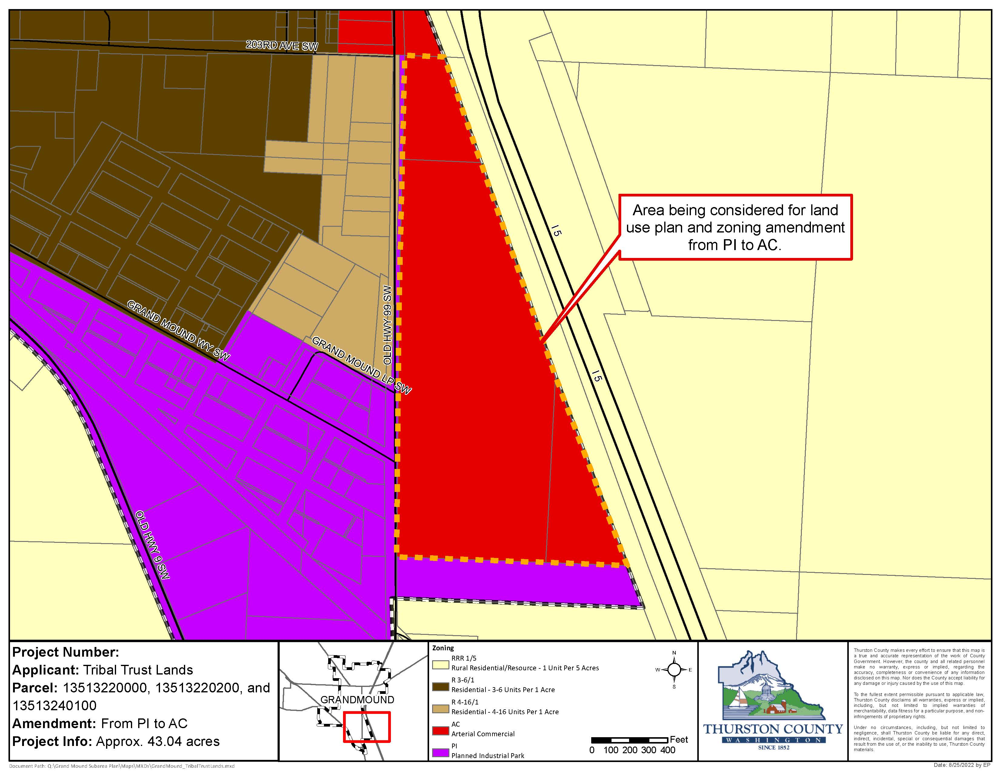 203RD AVE SW
Area being considered for land
use plan and zoning amendment
from PI to AC.
I 5
OLD HWY 99 SW
GRAND MOUND WY SW
GRAND MOUND LP SW
I 5
OLD HWY 9 SW
Project Number:
Applicant: Tribal Trust Lands
Parcel: 13513220000, 13513220200, and
13513240100
Amendment: From PI to AC
Project Info: Approx. 43.04 acres
GRANDMOUND
Zoning
RRR 1/5
Rural Residential/Resource - 1 Unit Per 5 Acres
R 3-6/1
Residential - 3-6 Units Per 1 Acre
R 4-16/1
Residential - 4-16 Units Per 1 Acre
AC
Arterial Commercial
PI
Planned Industrial Park
N
W E
S
Feet
0 100 200 300 400
THURSTON COUNTY
WASHINGTON
SINCE 1852
Thurston County makes every effort to ensure that this map is
a true and accurate representation of the work of County
Government. However, the county and all related personnel
make no warranty, express or implied, regarding the
accuracy, completeness or convenience of any information
disclosed on this map. Nor does the County accept liability for
any damage or injury caused by the use of this map.
To the fullest extent permissible pursuant to applicable law,
Thurston County disclaims all warranties, express or implied,
including, but not limited to implied warranties of
merchantability, data fitness for a particular purpose, and non-
infringements of proprietary rights.
Under no circumstances, including, but not limited to
negligence, shall Thurston County be liable for any direct,
indirect, incidental, special or consequential damages that
result from the use of, or the inability to use, Thurston County
materials.
Document Path: Q:\Grand Mound Subarea Plan\Maps\MXDs\GrandMound_TribalTrustLands.mxd
Date: 8/25/2022 by EP